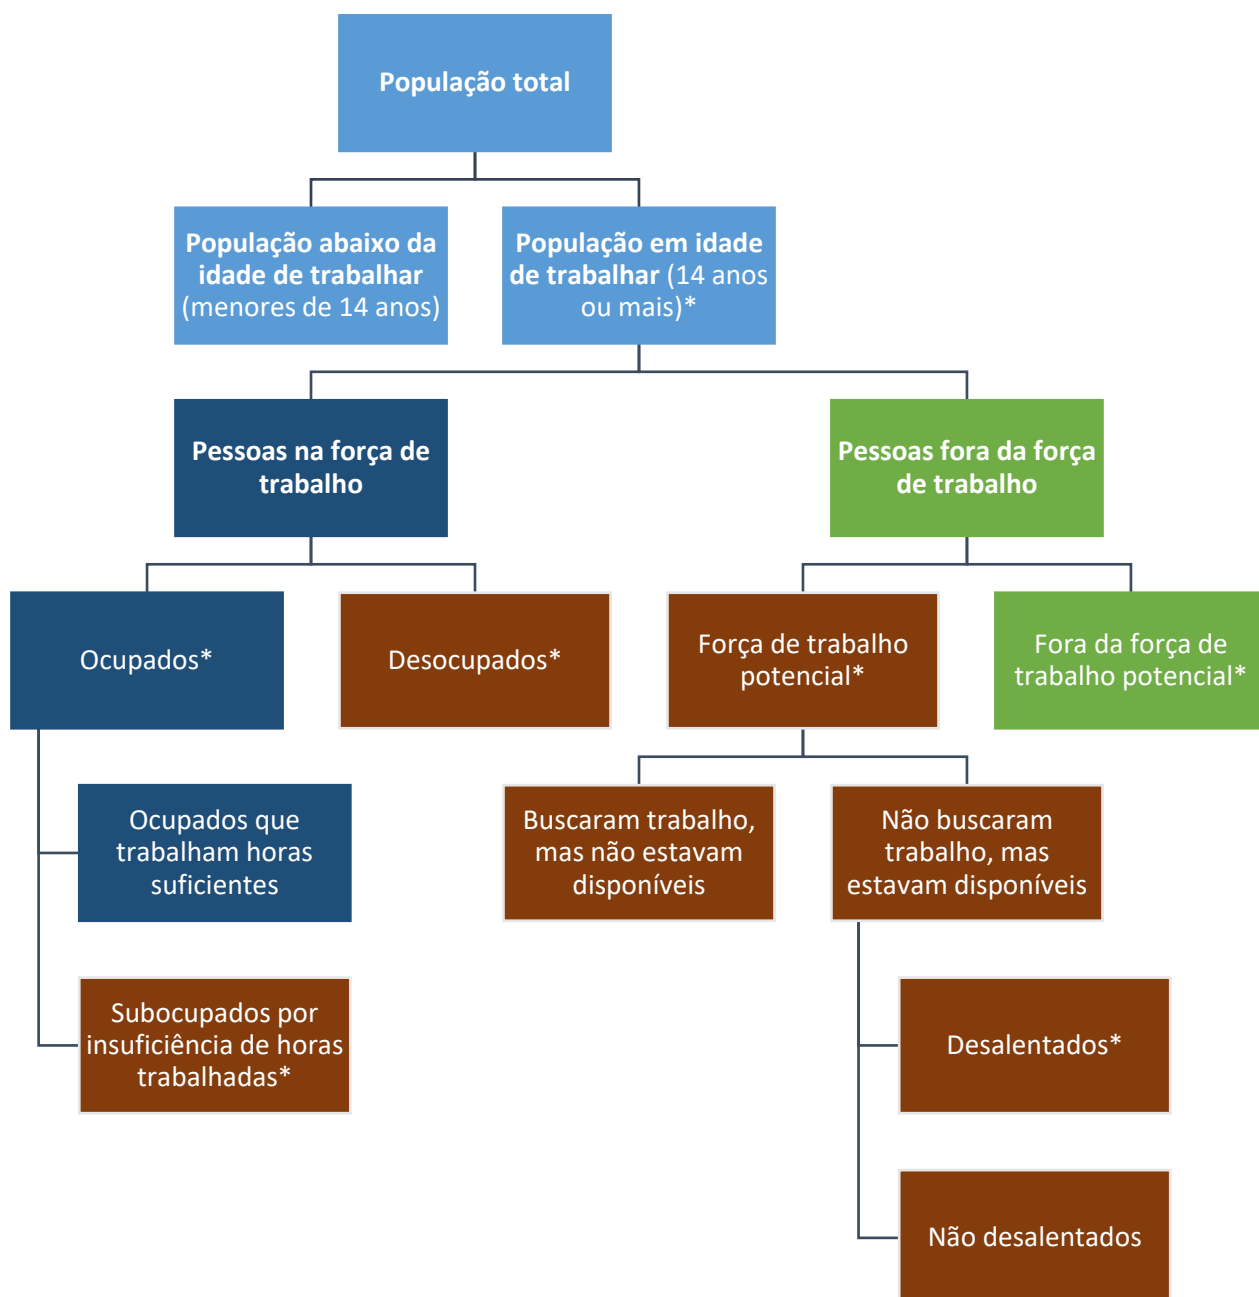 População total
População abaixo da
idade de trabalhar
(menores de 14 anos)
População em idade
de trabalhar (14 anos
ou mais)*
Pessoas na força de
trabalho
Pessoas fora da força
de trabalho
Ocupados*
Desocupados*
Força de trabalho
potencial*
Fora da força de
trabalho potencial*
Ocupados que
trabalham horas
suficientes
Buscaram trabalho,
mas não estavam
disponíveis
Não buscaram
trabalho, mas
estavam disponíveis
Subocupados por
insuficiência de horas
trabalhadas*
Desalentados*
Não desalentados